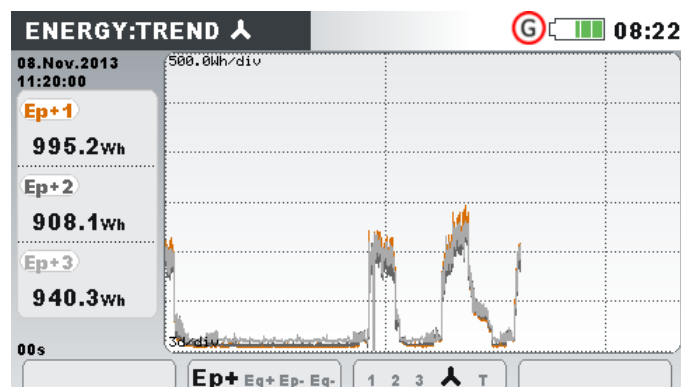 ENERGY:TREND
G 08:22
08.Nov.2013
11:20:00
500.0Wh/div
Ep+1
995.2Wh
Ep+2
908.1Wh
Ep+3
940.3Wh
3d/div
00s
Ep+ Eq+ Ep- Eq-
1 2 3 T